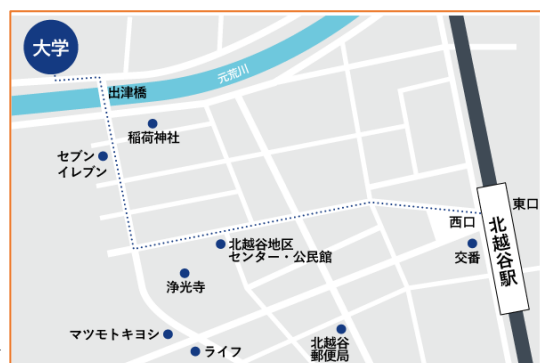 大学
元荒川
出津橋
稲荷神社
セブン
イレブン
東口
西口
北越谷駅
北越谷地区
センター・公民館
交番
浄光寺
マツモトキヨシ
北越谷
郵便局
ライフ